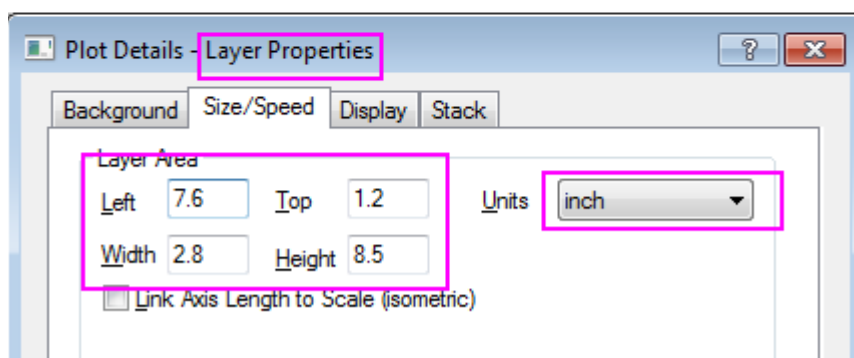 Plot Details - Layer Properties
?
Background Size/Speed Display Stack
Layer Area
Left 7.6 Top 1.2 Units inch
Width 2.8 Height 8.5
Link Axis Length to Scale (isometric)